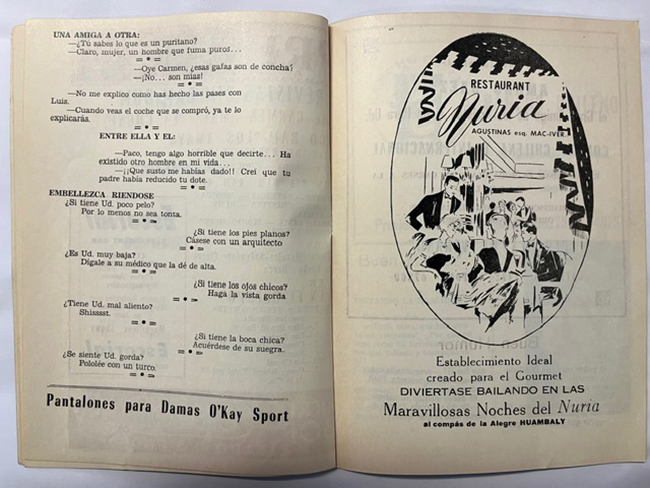 UNA AMIGA A OTRA:
—¿Tú sabes lo que es un puritano?
—Claro, mujer, un hombre que fuma puros...
—Oye Carmen, ¿esas gafas son de concha?
—¡No... son mías!
—No me explico como has hecho las pases con
Luis.
—Cuando veas el coche que se compró, ya te lo
explicarás.
ENTRE ELLA Y EL:
—Paco, tengo algo horrible que decirte... Ha
existido otro hombre en mi vida...
—¡¡Que susto me habías dado!! Creí que tu
padre había reducido tu dote.
EMBELLEZCA RIENDOSE
¿Si tiene Ud. poco pelo?
Por lo menos no sea tonta.
¿Si tiene los pies planos?
Cásese con un arquitecto
¿Es Ud. muy baja?
Dígale a su médico que la dé de alta.
¿Si tiene los ojos chicos?
Haga la vista gorda
¿Tiene Ud. mal aliento?
Shisssst.
¿Si tiene la boca chica?
Acuérdese de su suegra.
¿Se siente Ud. gorda?
Pololée con un turco.
Pantalones para Damas O'Kay Sport
RESTAURANT
Nuria
AGUSTINAS esq. MAC-IVER
Establecimiento Ideal
creado para el Gourmet
DIVIERTASE BAILANDO EN LAS
Maravillosas Noches del Nuria
al compás de la Alegre HUAMBALY